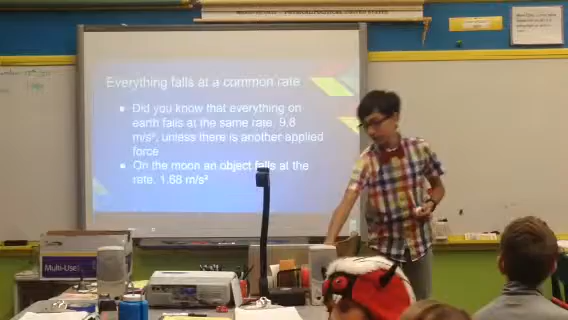 Everything falls at a common rate
● Did you know that everything on
earth falls at the same rate. 9.8
m/s², unless there is another applied
force
● On the moon an object falls at the
rate. 1.68 m/s²
Multi-Use